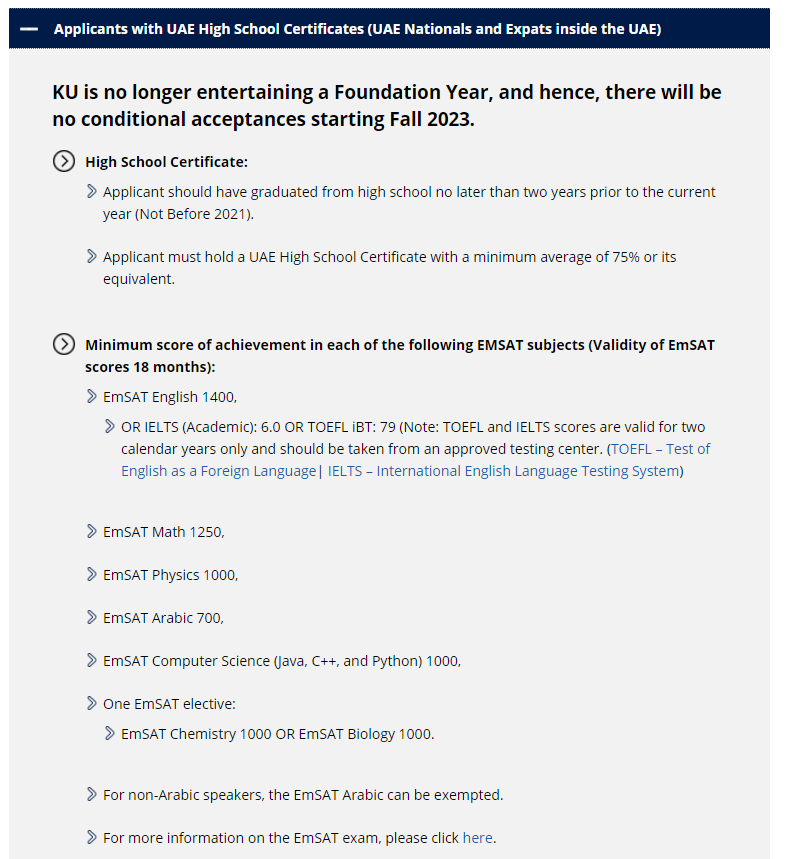 Applicants with UAE High School Certificates (UAE Nationals and Expats inside the UAE)
KU is no longer entertaining a Foundation Year, and hence, there will be
no conditional acceptances starting Fall 2023.
High School Certificate:
Applicant should have graduated from high school no later than two years prior to the current
year (Not Before 2021).
Applicant must hold a UAE High School Certificate with a minimum average of 75% or its
equivalent.
Minimum score of achievement in each of the following EMSAT subjects (Validity of EmSAT
scores 18 months):
EmSAT English 1400,
OR IELTS (Academic): 6.0 OR TOEFL iBT: 79 (Note: TOEFL and IELTS scores are valid for two
calendar years only and should be taken from an approved testing center. (TOEFL – Test of
English as a Foreign Language| IELTS – International English Language Testing System)
EmSAT Math 1250,
EmSAT Physics 1000,
EmSAT Arabic 700,
EmSAT Computer Science (Java, C++, and Python) 1000,
One EmSAT elective:
EmSAT Chemistry 1000 OR EmSAT Biology 1000.
For non-Arabic speakers, the EmSAT Arabic can be exempted.
For more information on the EmSAT exam, please click here.